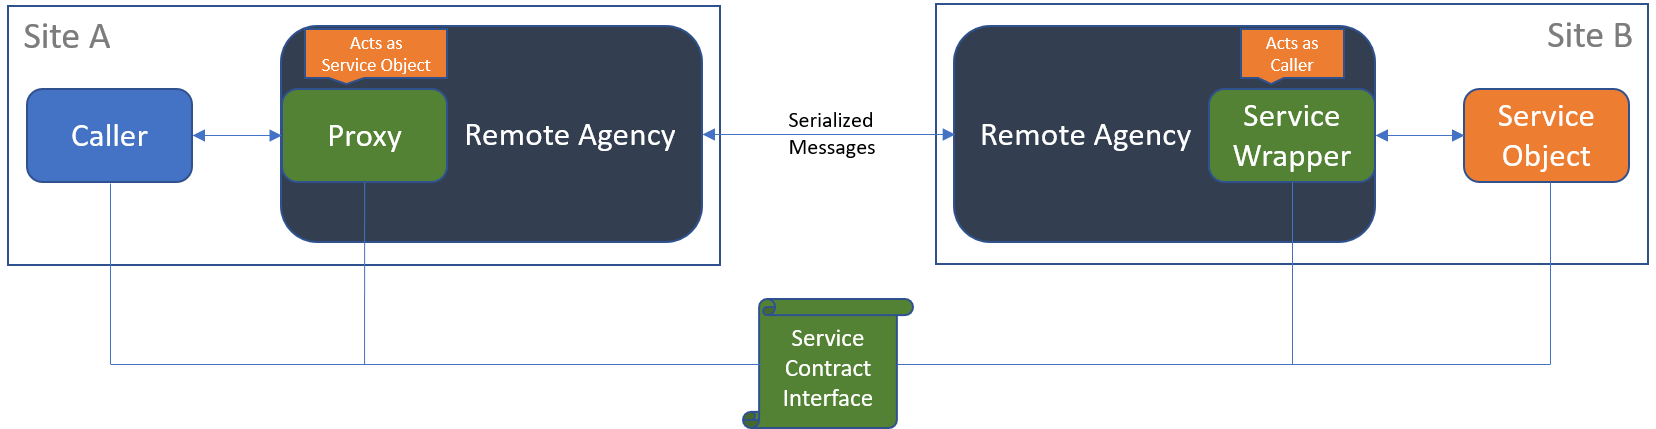 Site A
Acts as
Service Object
Caller
Proxy
Remote Agency
Serialized
Messages
Site B
Acts as
Caller
Remote Agency
Service
Wrapper
Service
Object
Service
Contract
Interface